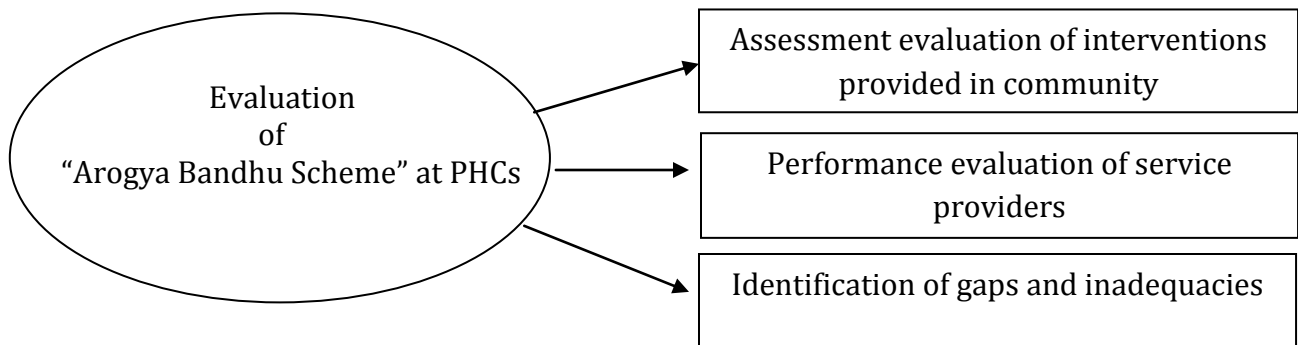 Evaluation
of
“Arogya Bandhu Scheme” at PHCs
Assessment evaluation of interventions
provided in community
Performance evaluation of service
providers
Identification of gaps and inadequacies